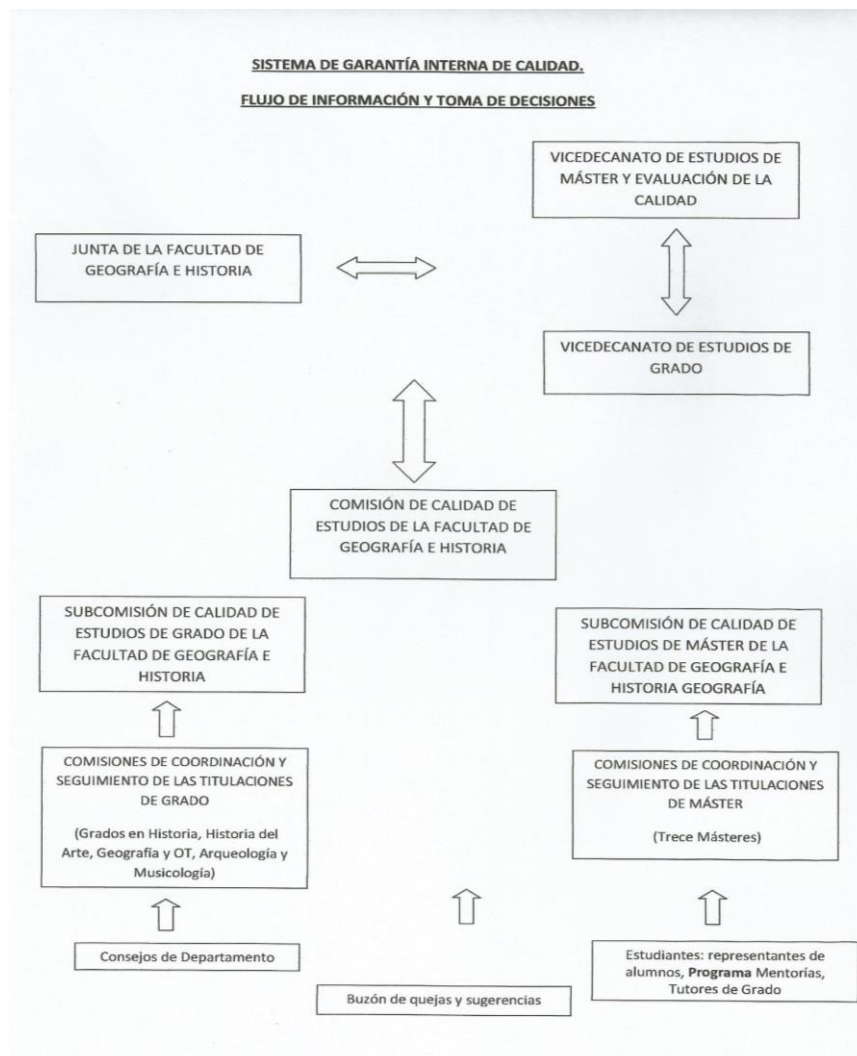 SISTEMA DE GARANTÍA INTERNA DE CALIDAD.
FLUJO DE INFORMACIÓN Y TOMA DE DECISIONES
VICEDECANATO DE ESTUDIOS DE
MÁSTER Y EVALUACIÓN DE LA
CALIDAD
JUNTA DE LA FACULTAD DE
GEOGRAFÍA E HISTORIA
VICEDECANATO DE ESTUDIOS DE
GRADO
COMISIÓN DE CALIDAD DE
ESTUDIOS DE LA FACULTAD DE
GEOGRAFÍA E HISTORIA
SUBCOMISIÓN DE CALIDAD DE
ESTUDIOS DE GRADO DE LA
FACULTAD DE GEOGRAFÍA E
HISTORIA
SUBCOMISIÓN DE CALIDAD DE
ESTUDIOS DE MÁSTER DE LA
FACULTAD DE GEOGRAFÍA E
HISTORIA GEOGRAFÍA
COMISIONES DE COORDINACIÓN Y
SEGUIMIENTO DE LAS TITULACIONES
DE GRADO
(Grados en Historia, Historia del
Arte, Geografía y OT, Arqueología y
Musicología)
COMISIONES DE COORDINACIÓN Y
SEGUIMIENTO DE LAS TITULACIONES
DE MÁSTER
(Trece Másteres)
Consejos de Departamento
Buzón de quejas y sugerencias
Estudiantes: representantes de
alumnos, Programa Mentorías,
Tutores de Grado